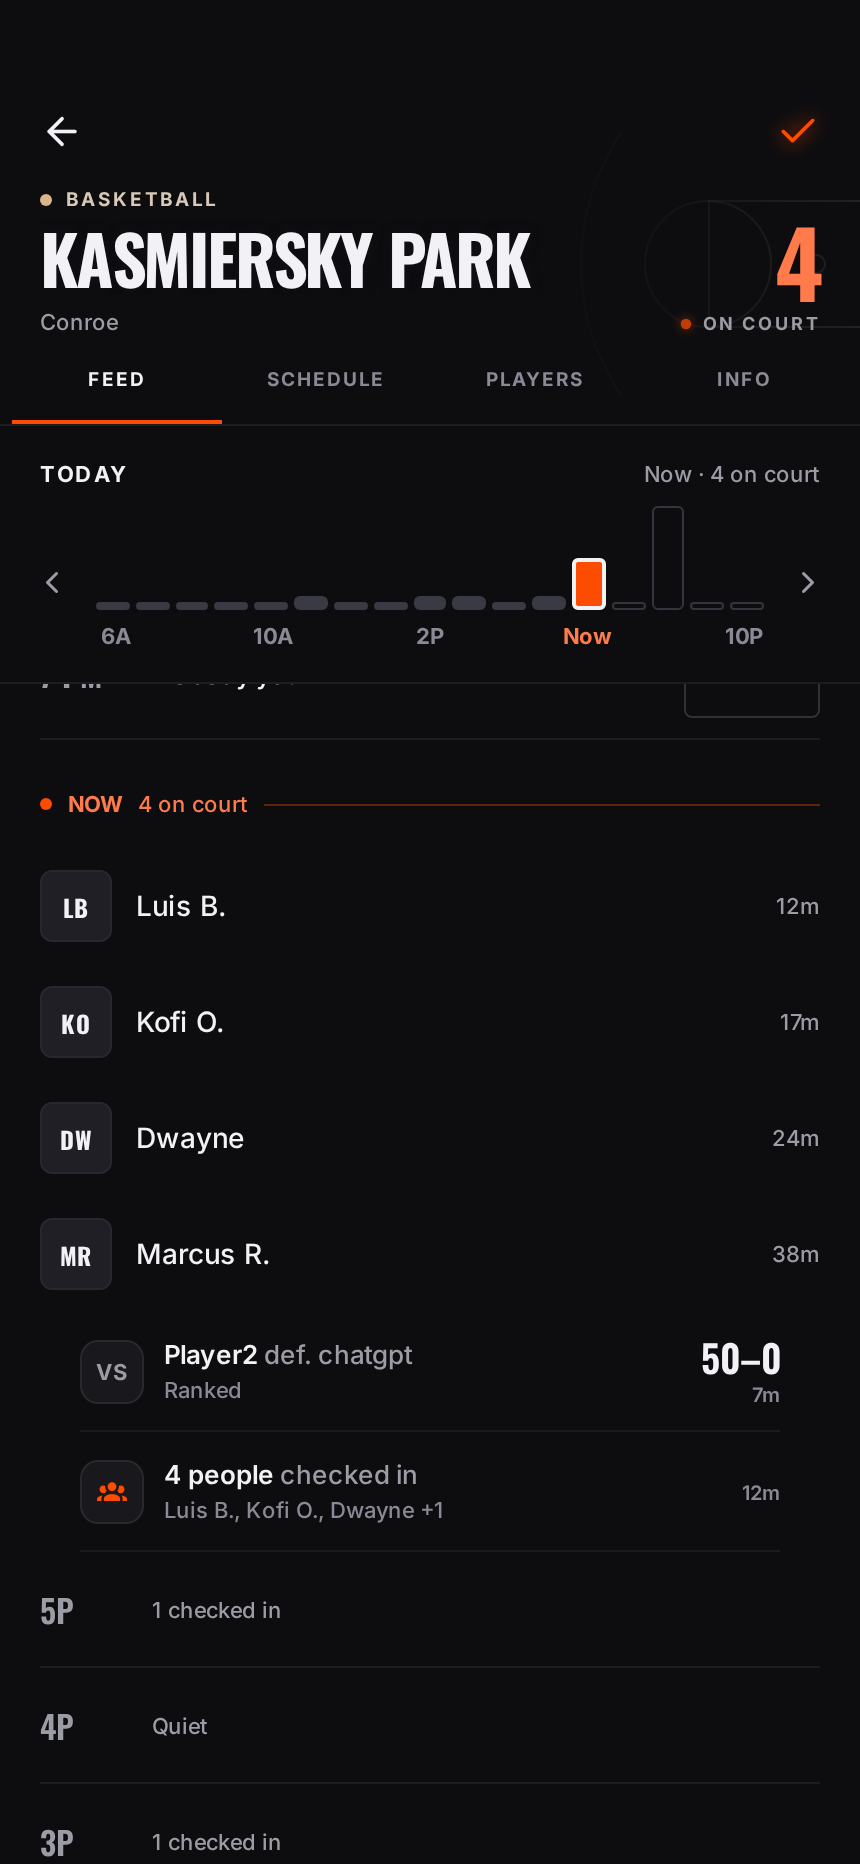 BASKETBALL
KASMIERSKY PARK
4
Conroe
ON COURT
FEED SCHEDULE PLAYERS INFO
TODAY
Now · 4 on court
6A 10A 2P Now 10P
NOW 4 on court
LB Luis B. 12m
KO Kofi O. 17m
DW Dwayne 24m
MR Marcus R. 38m
VS Player2 def. chatgpt 50–0
Ranked 7m
4 people checked in 12m
Luis B., Kofi O., Dwayne +1
5P 1 checked in
4P Quiet
3P 1 checked in